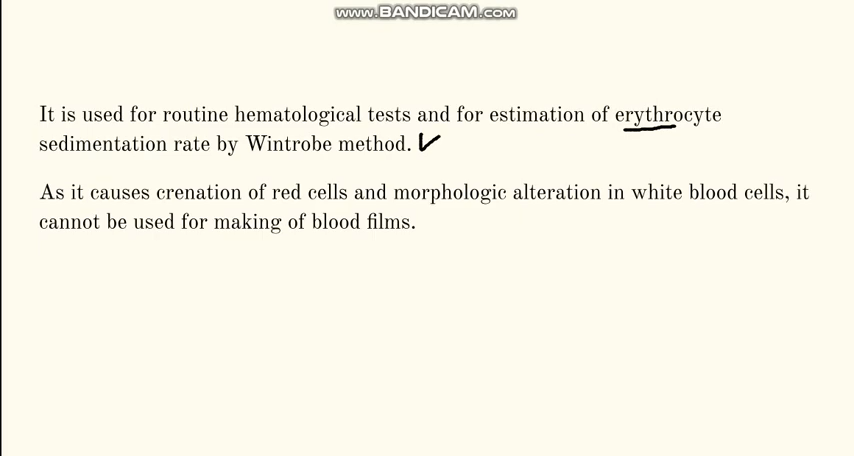 www.BANDICAM.com
It is used for routine hematological tests and for estimation of erythrocyte
sedimentation rate by Wintrobe method.
As it causes crenation of red cells and morphologic alteration in white blood cells, it
cannot be used for making of blood films.